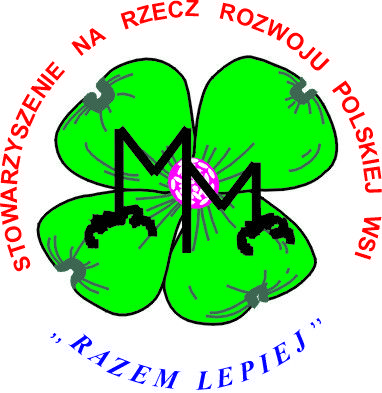 STOWARZYSZENIE NA RZECZ ROZWOJU POLSKIEJ WSI
MM
„RAZEM LEPIEJ”